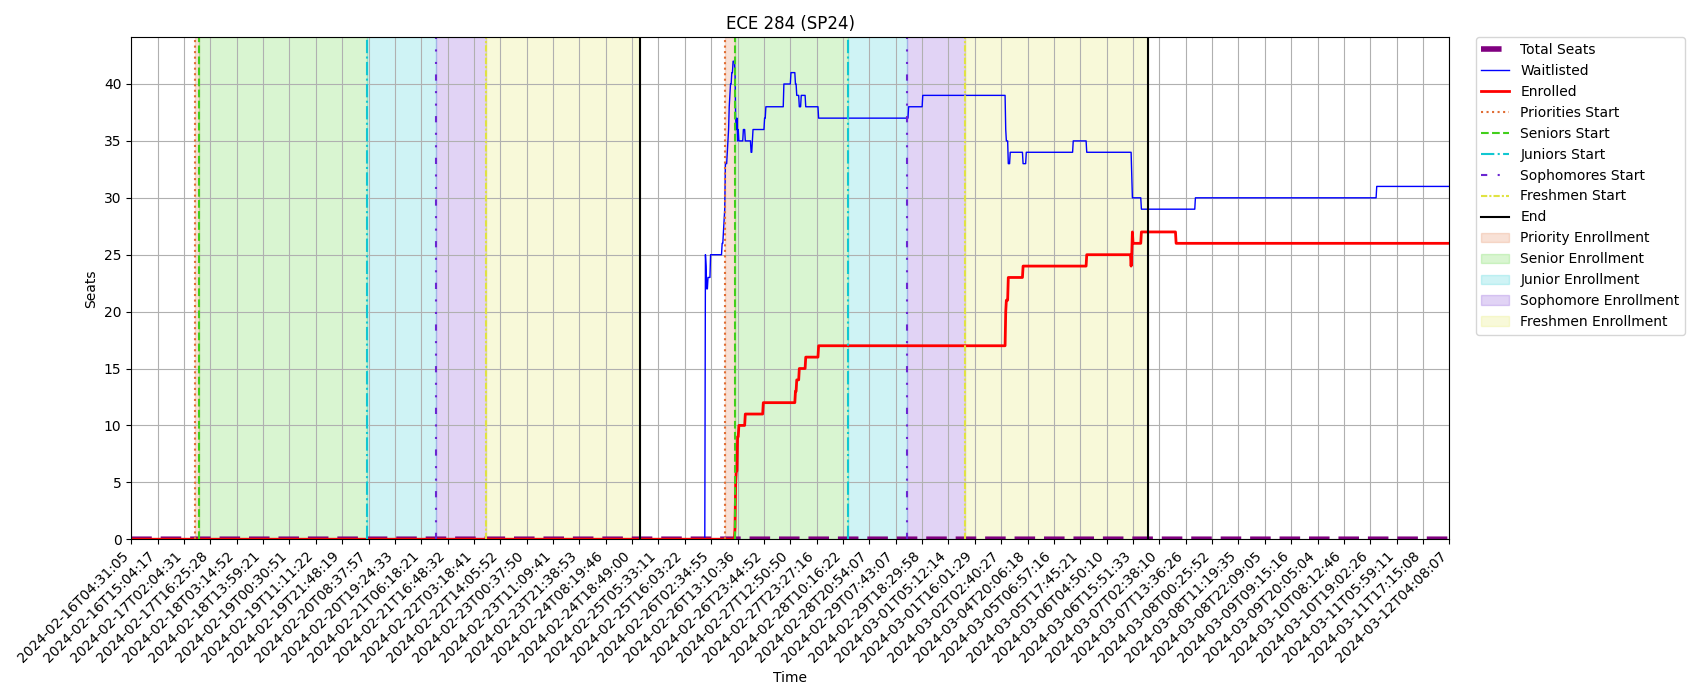 ECE 284 (SP24)
Total Seats
Waitlisted
Enrolled
Priorities Start
Seniors Start
Juniors Start
Sophomores Start
Freshmen Start
End
Priority Enrollment
Senior Enrollment
Junior Enrollment
Sophomore Enrollment
Freshmen Enrollment
Seats
40
35
30
25
20
15
10
5
0
2024-02-16T04:31:05
2024-02-16T15:04:17
2024-02-17T02:04:31
2024-02-17T16:25:28
2024-02-18T03:14:52
2024-02-18T13:59:21
2024-02-19T00:30:51
2024-02-19T11:11:22
2024-02-19T21:48:19
2024-02-20T08:37:57
2024-02-20T19:24:33
2024-02-21T06:18:21
2024-02-21T16:48:32
2024-02-22T03:18:41
2024-02-22T14:05:52
2024-02-23T00:37:50
2024-02-23T11:09:41
2024-02-23T21:38:53
2024-02-24T08:19:46
2024-02-24T18:49:00
2024-02-25T05:33:11
2024-02-25T16:03:22
2024-02-26T02:34:55
2024-02-26T13:10:36
2024-02-26T23:44:52
2024-02-27T12:50:50
2024-02-27T23:27:16
2024-02-28T10:16:22
2024-02-28T20:54:07
2024-02-29T07:43:07
2024-02-29T18:29:58
2024-03-01T05:12:14
2024-03-01T16:01:29
2024-03-02T02:40:27
2024-03-04T20:06:18
2024-03-05T06:57:16
2024-03-05T17:45:21
2024-03-06T04:50:10
2024-03-06T15:51:33
2024-03-07T02:38:10
2024-03-07T13:36:26
2024-03-08T00:25:52
2024-03-08T11:19:35
2024-03-08T22:09:05
2024-03-09T09:15:16
2024-03-09T20:05:04
2024-03-10T08:12:46
2024-03-10T19:02:26
2024-03-11T05:59:11
2024-03-11T17:15:08
2024-03-12T04:08:07
Time